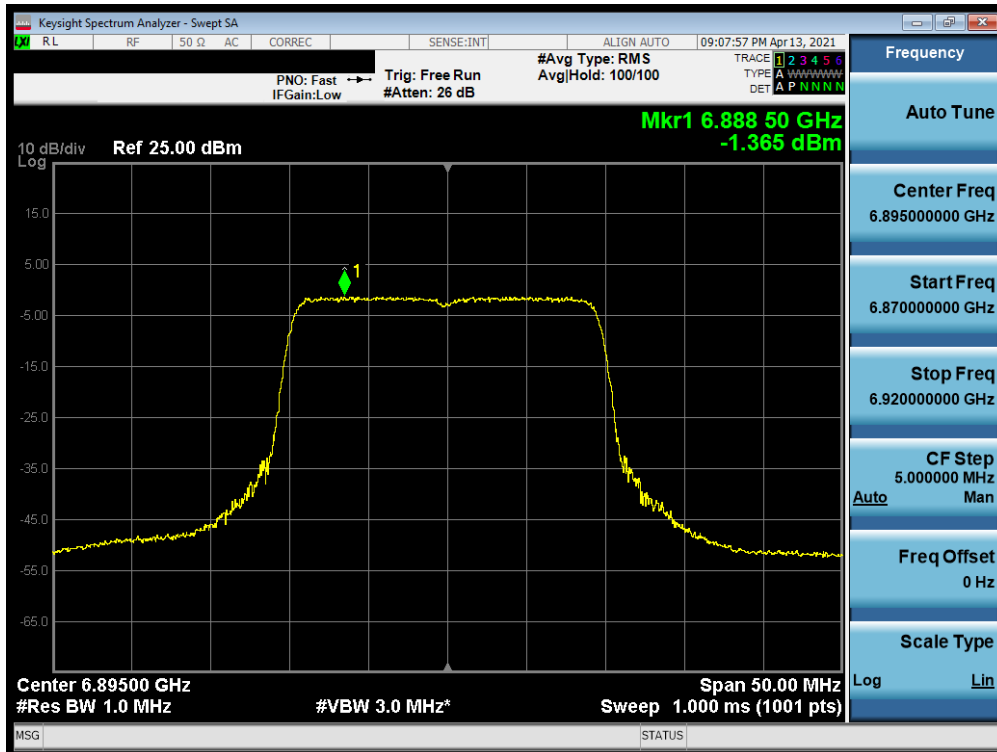 Keysight Spectrum Analyzer - Swept SA
LXI RL RF 50 Ω AC CORREC SENSE:INT ALIGN AUTO 09:07:57 PM Apr 13, 2021
PNO: Fast
IFGain:Low
Trig: Free Run
#Atten: 26 dB
#Avg Type: RMS
Avg|Hold: 100/100
TRACE 1 2 3 4 5 6
TYPE A WWWWW
DET A P N N N N
Frequency
Mkr1 6.888 50 GHz
-1.365 dBm
10 dB/div Ref 25.00 dBm
Log
15.0
5.00
-5.00
-15.0
-25.0
-35.0
-45.0
-55.0
-65.0
1
Center 6.89500 GHz
#Res BW 1.0 MHz
#VBW 3.0 MHz*
Span 50.00 MHz
Sweep 1.000 ms (1001 pts)
Auto Tune
Center Freq
6.895000000 GHz
Start Freq
6.870000000 GHz
Stop Freq
6.920000000 GHz
CF Step
5.000000 MHz
Auto Man
Freq Offset
0 Hz
Scale Type
Log Lin
MSG STATUS